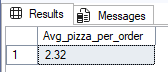 Results Messages
Avg_pizza_per_order
1 2.32